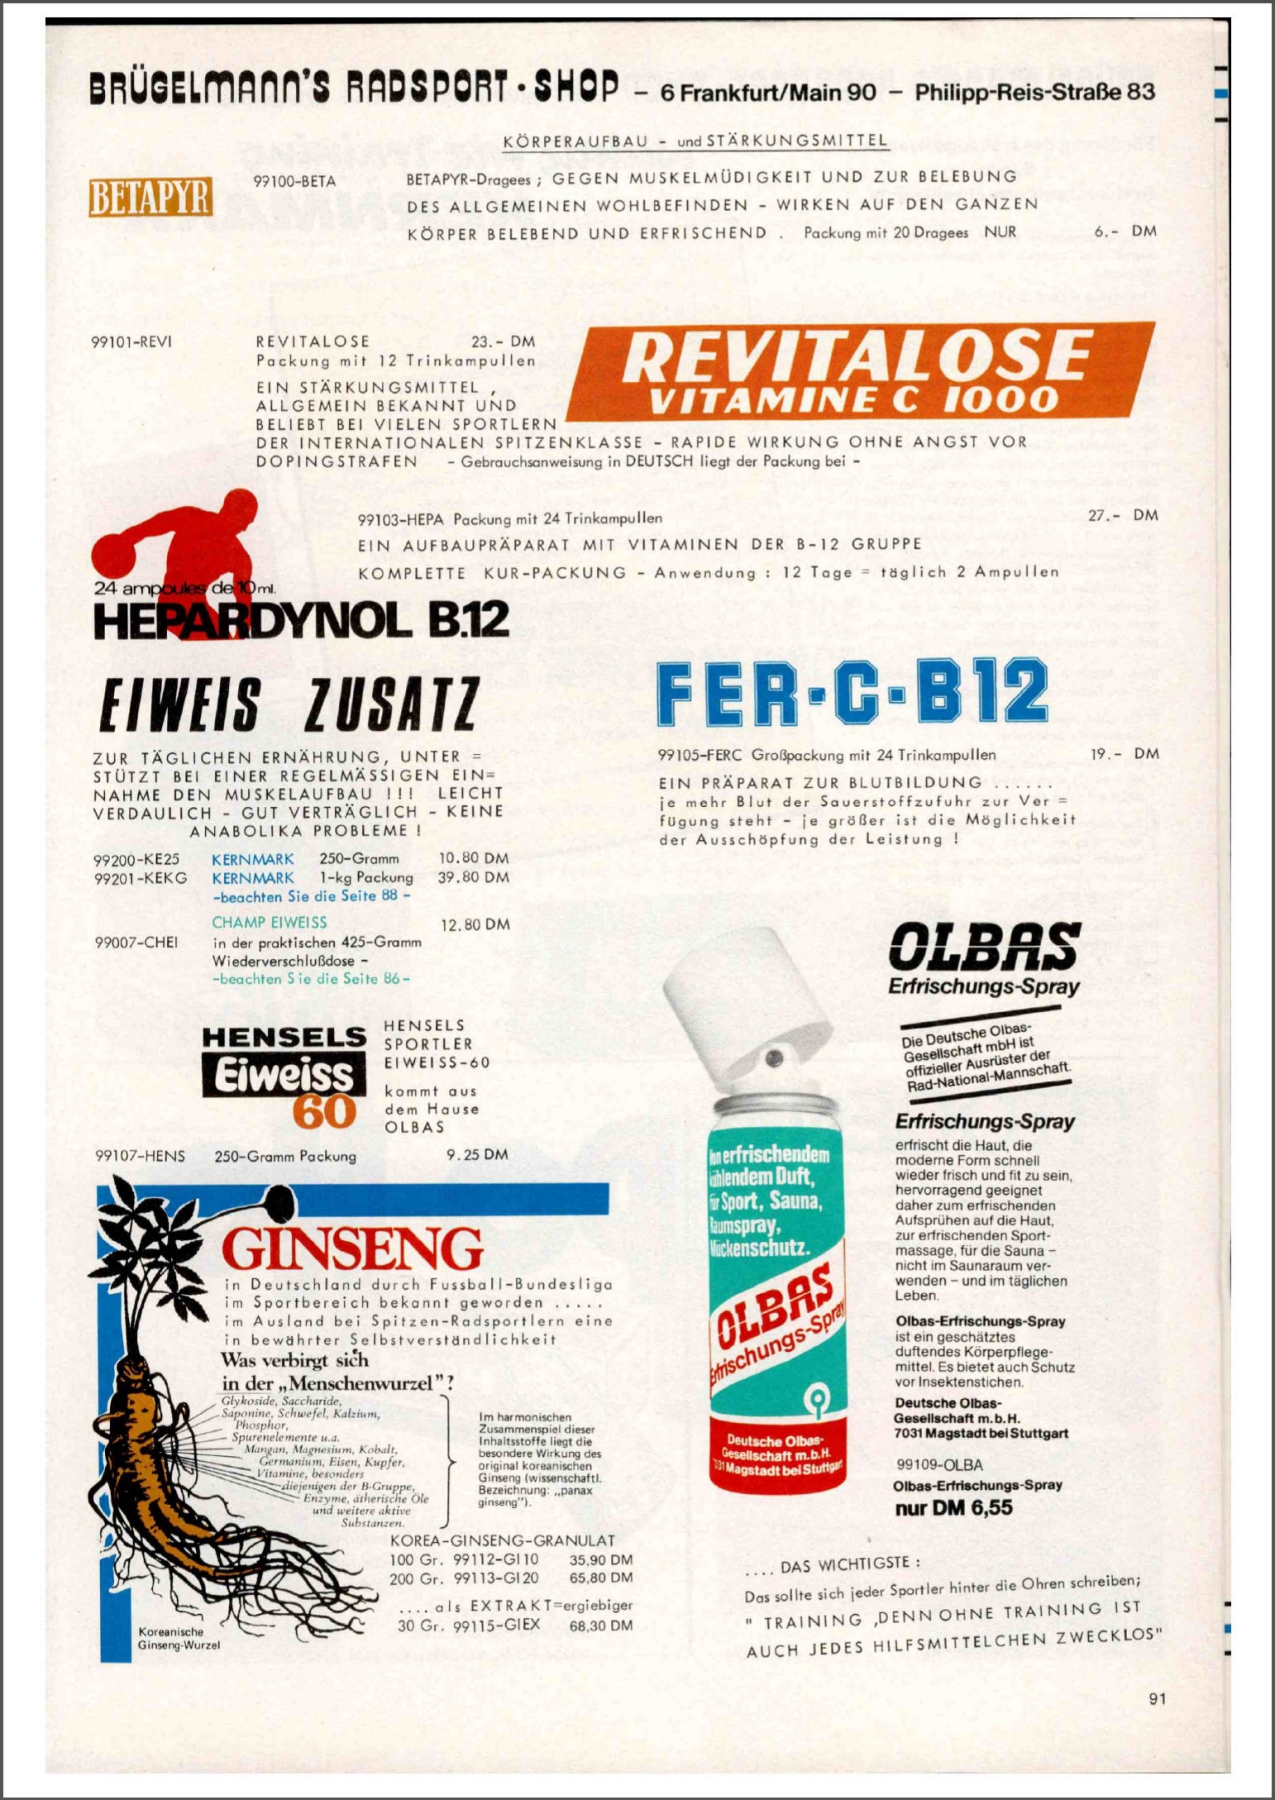 BRÜGELMANN'S RADSPORT · SHOP – 6 Frankfurt/Main 90 – Philipp-Reis-Straße 83
KÖRPERAUFBAU – und STÄRKUNGSMITTEL
BETAPYR
99100-BETA
BETAPYR-Dragees ; GEGEN MUSKELMÜDIGKEIT UND ZUR BELEBUNG
DES ALLGEMEINEN WOHLBEFINDEN – WIRKEN AUF DEN GANZEN
KÖRPER BELEBEND UND ERFRISCHEND . Packung mit 20 Dragees NUR 6.- DM
99101-REVI REVITALOSE 23.- DM
Packung mit 12 Trinkampullen
EIN STÄRKUNGSMITTEL ,
ALLGEMEIN BEKANNT UND
BELIEBT BEI VIELEN SPORTLERN
DER INTERNATIONALEN SPITZENKLASSE – RAPIDE WIRKUNG OHNE ANGST VOR
DOPINGSTRAFEN – Gebrauchsanweisung in DEUTSCH liegt der Packung bei –
REVITALOSE
VITAMINE C 1000
99103-HEPA Packung mit 24 Trinkampullen 27.- DM
EIN AUFBAUPRÄPARAT MIT VITAMINEN DER B-12 GRUPPE
KOMPLETTE KUR-PACKUNG – Anwendung : 12 Tage = täglich 2 Ampullen
24 ampoules de 10ml.
HEPARDYNOL B.12
EIWEIS ZUSATZ
ZUR TÄGLICHEN ERNÄHRUNG, UNTER =
STÜTZT BEI EINER REGELMÄSSIGEN EIN=
NAHME DEN MUSKELAUFBAU !!! LEICHT
VERDAULICH – GUT VERTRÄGLICH – KEINE
ANABOLIKA PROBLEME !
99200-KE25 KERNMARK 250-Gramm 10.80 DM
99201-KEKG KERNMARK 1-kg Packung 39.80 DM
-beachten Sie die Seite 88 -
CHAMP EIWEISS 12.80 DM
99007-CHEI in der praktischen 425-Gramm
Wiederverschlußdose –
-beachten Sie die Seite 86-
FER·C·B12
99105-FERC Großpackung mit 24 Trinkampullen 19.- DM
EIN PRÄPARAT ZUR BLUTBILDUNG ......
je mehr Blut der Sauerstoffzufuhr zur Ver =
fügung steht – je größer ist die Möglichkeit
der Ausschöpfung der Leistung !
HENSELS
Eiweiss
60
HENSELS
SPORTLER
EIWEISS-60
kommt aus
dem Hause
OLBAS
99107-HENS 250-Gramm Packung 9.25 DM
GINSENG
in Deutschland durch Fussball-Bundesliga
im Sportbereich bekannt geworden .....
im Ausland bei Spitzen-Radsportlern eine
in bewährter Selbstverständlichkeit
Was verbirgt sich
in der „Menschenwurzel"?
Glykoside, Saccharide,
Saponine, Schwefel, Kalzium,
Phosphor,
Spurenelemente u.a.
Mangan, Magnesium, Kobalt,
Germanium, Eisen, Kupfer,
Vitamine, besonders
diejenigen der B-Gruppe,
Enzyme, ätherische Öle
und weitere aktive
Substanzen.
Im harmonischen
Zusammenspiel dieser
Inhaltsstoffe liegt die
besondere Wirkung des
original koreanischen
Ginseng (wissenschaftl.
Bezeichnung: „panax
ginseng").
KOREA-GINSENG-GRANULAT
100 Gr. 99112-GI10 35,90 DM
200 Gr. 99113-GI20 65,80 DM
.... als EXTRAKT=ergiebiger
30 Gr. 99115-GIEX 68,30 DM
Koreanische
Ginseng-Wurzel
erfrischendem
kühlendem Duft,
für Sport, Sauna,
Raumspray,
Mückenschutz.
OLBAS
Erfrischungs-Spray
Deutsche Olbas-
Gesellschaft m.b.H.
7031 Magstadt bei Stuttgart
OLBAS
Erfrischungs-Spray
Die Deutsche Olbas-
Gesellschaft mbH ist
offizieller Ausrüster der
Rad-National-Mannschaft.
Erfrischungs-Spray
erfrischt die Haut, die
moderne Form schnell
wieder frisch und fit zu sein,
hervorragend geeignet
daher zum erfrischenden
Aufsprühen auf die Haut,
zur erfrischenden Sport-
massage, für die Sauna –
nicht im Saunaraum ver-
wenden – und im täglichen
Leben.
Olbas-Erfrischungs-Spray
ist ein geschätztes
duftendes Körperpflege-
mittel. Es bietet auch Schutz
vor Insektenstichen.
Deutsche Olbas-
Gesellschaft m.b.H.
7031 Magstadt bei Stuttgart
99109-OLBA
Olbas-Erfrischungs-Spray
nur DM 6,55
.... DAS WICHTIGSTE :
Das sollte sich jeder Sportler hinter die Ohren schreiben;
" TRAINING ,DENN OHNE TRAINING IST
AUCH JEDES HILFSMITTELCHEN ZWECKLOS"
91